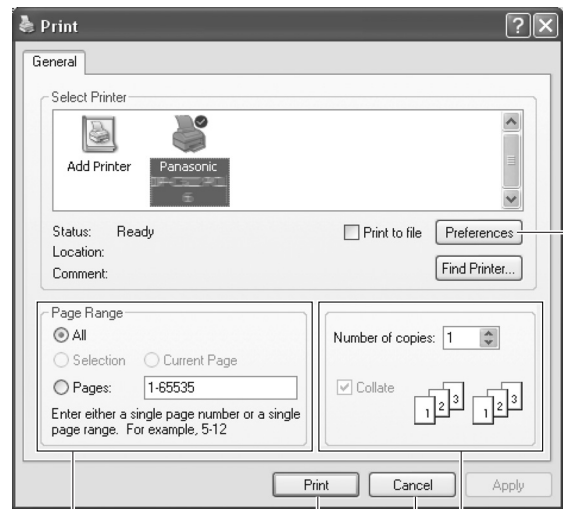 Print
General
Select Printer
Add Printer
Panasonic
Status: Ready
Print to file
Preferences
Location:
Comment:
Find Printer...
Page Range
All
Selection
Current Page
Pages: 1-65535
Enter either a single page number or a single
page range. For example, 5-12
Number of copies: 1
Collate
1 2 3 1 2 3
Print
Cancel
Apply